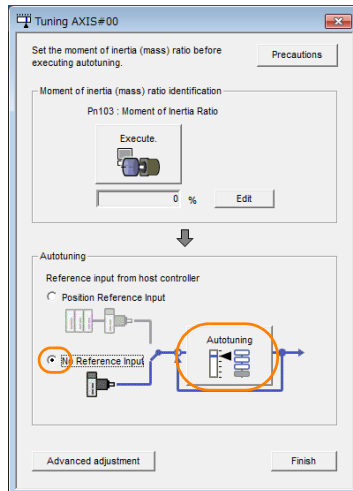 Tuning AXIS#00
Set the moment of inertia (mass) ratio before
executing autotuning.
Precautions
Moment of inertia (mass) ratio identification
Pn103 : Moment of Inertia Ratio
Execute.
0 %
Edit
Autotuning
Reference input from host controller
Position Reference Input
Autotuning
No Reference Input
Advanced adjustment
Finish